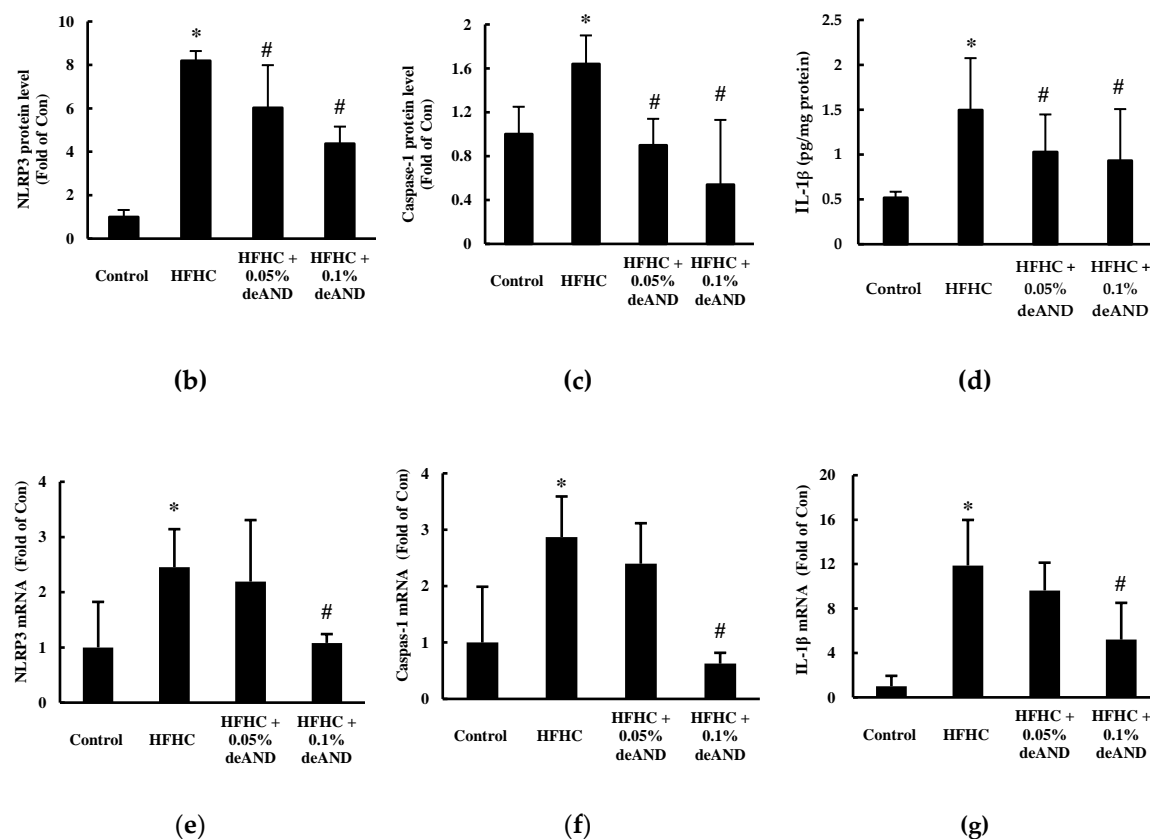 NLRP3 protein level
(Fold of Con)
10
8
6
4
2
0
*
#
#
Control
HFHC
HFHC +
0.05%
deAND
HFHC +
0.1%
deAND
(b)
Caspase-1 protein level
(Fold of Con)
2
1.6
1.2
0.8
0.4
0
*
#
#
Control
HFHC
HFHC +
0.05%
deAND
HFHC +
0.1%
deAND
(c)
IL-1β (pg/mg protein)
2.5
2
1.5
1
0.5
0
*
#
#
Control
HFHC
HFHC +
0.05%
deAND
HFHC +
0.1%
deAND
(d)
NLRP3 mRNA (Fold of Con)
4
3
2
1
0
*
#
Control
HFHC
HFHC +
0.05%
deAND
HFHC +
0.1%
deAND
(e)
Caspas-1 mRNA (Fold of Con)
4
3
2
1
0
*
#
Control
HFHC
HFHC +
0.05%
deAND
HFHC +
0.1%
deAND
(f)
IL-1β mRNA (Fold of Con)
20
16
12
8
4
0
*
#
Control
HFHC
HFHC +
0.05%
deAND
HFHC +
0.1%
deAND
(g)